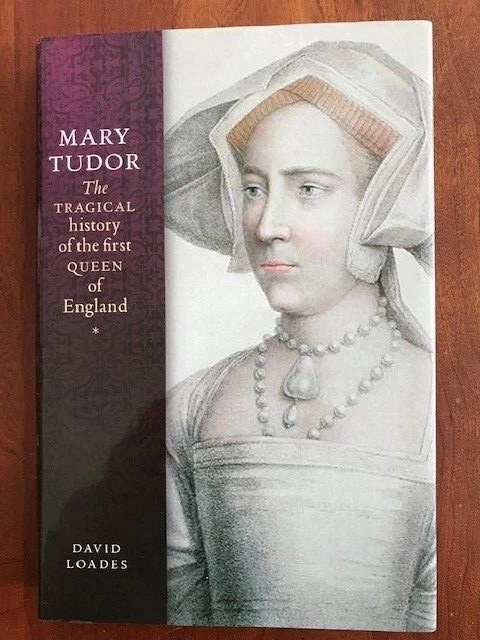 MARY
TUDOR
The
TRAGICAL
history
of the first
QUEEN
of
England
*
DAVID
LOADES